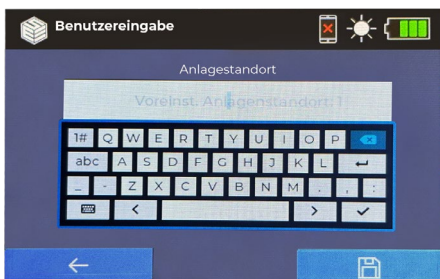 Benutzereingabe
Anlagestandort
Voreinst. Anlagenstandort: 1
1# Q W E R T Y U I O P
abc A S D F G H J K L
_ - Z X C V B N M . , :
< >